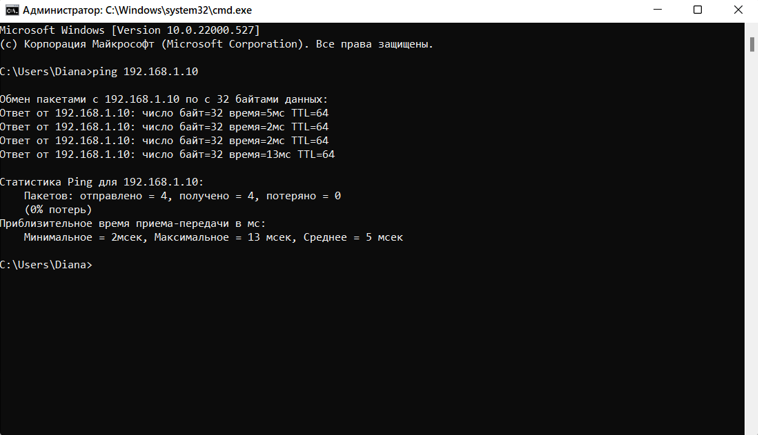 Администратор: C:\Windows\system32\cmd.exe
Microsoft Windows [Version 10.0.22000.527]
(c) Корпорация Майкрософт (Microsoft Corporation). Все права защищены.
C:\Users\Diana>ping 192.168.1.10
Обмен пакетами с 192.168.1.10 по с 32 байтами данных:
Ответ от 192.168.1.10: число байт=32 время=5мс TTL=64
Ответ от 192.168.1.10: число байт=32 время=2мс TTL=64
Ответ от 192.168.1.10: число байт=32 время=2мс TTL=64
Ответ от 192.168.1.10: число байт=32 время=13мс TTL=64
Статистика Ping для 192.168.1.10:
Пакетов: отправлено = 4, получено = 4, потеряно = 0
(0% потерь)
Приблизительное время приема-передачи в мс:
Минимальное = 2мсек, Максимальное = 13 мсек, Среднее = 5 мсек
C:\Users\Diana>